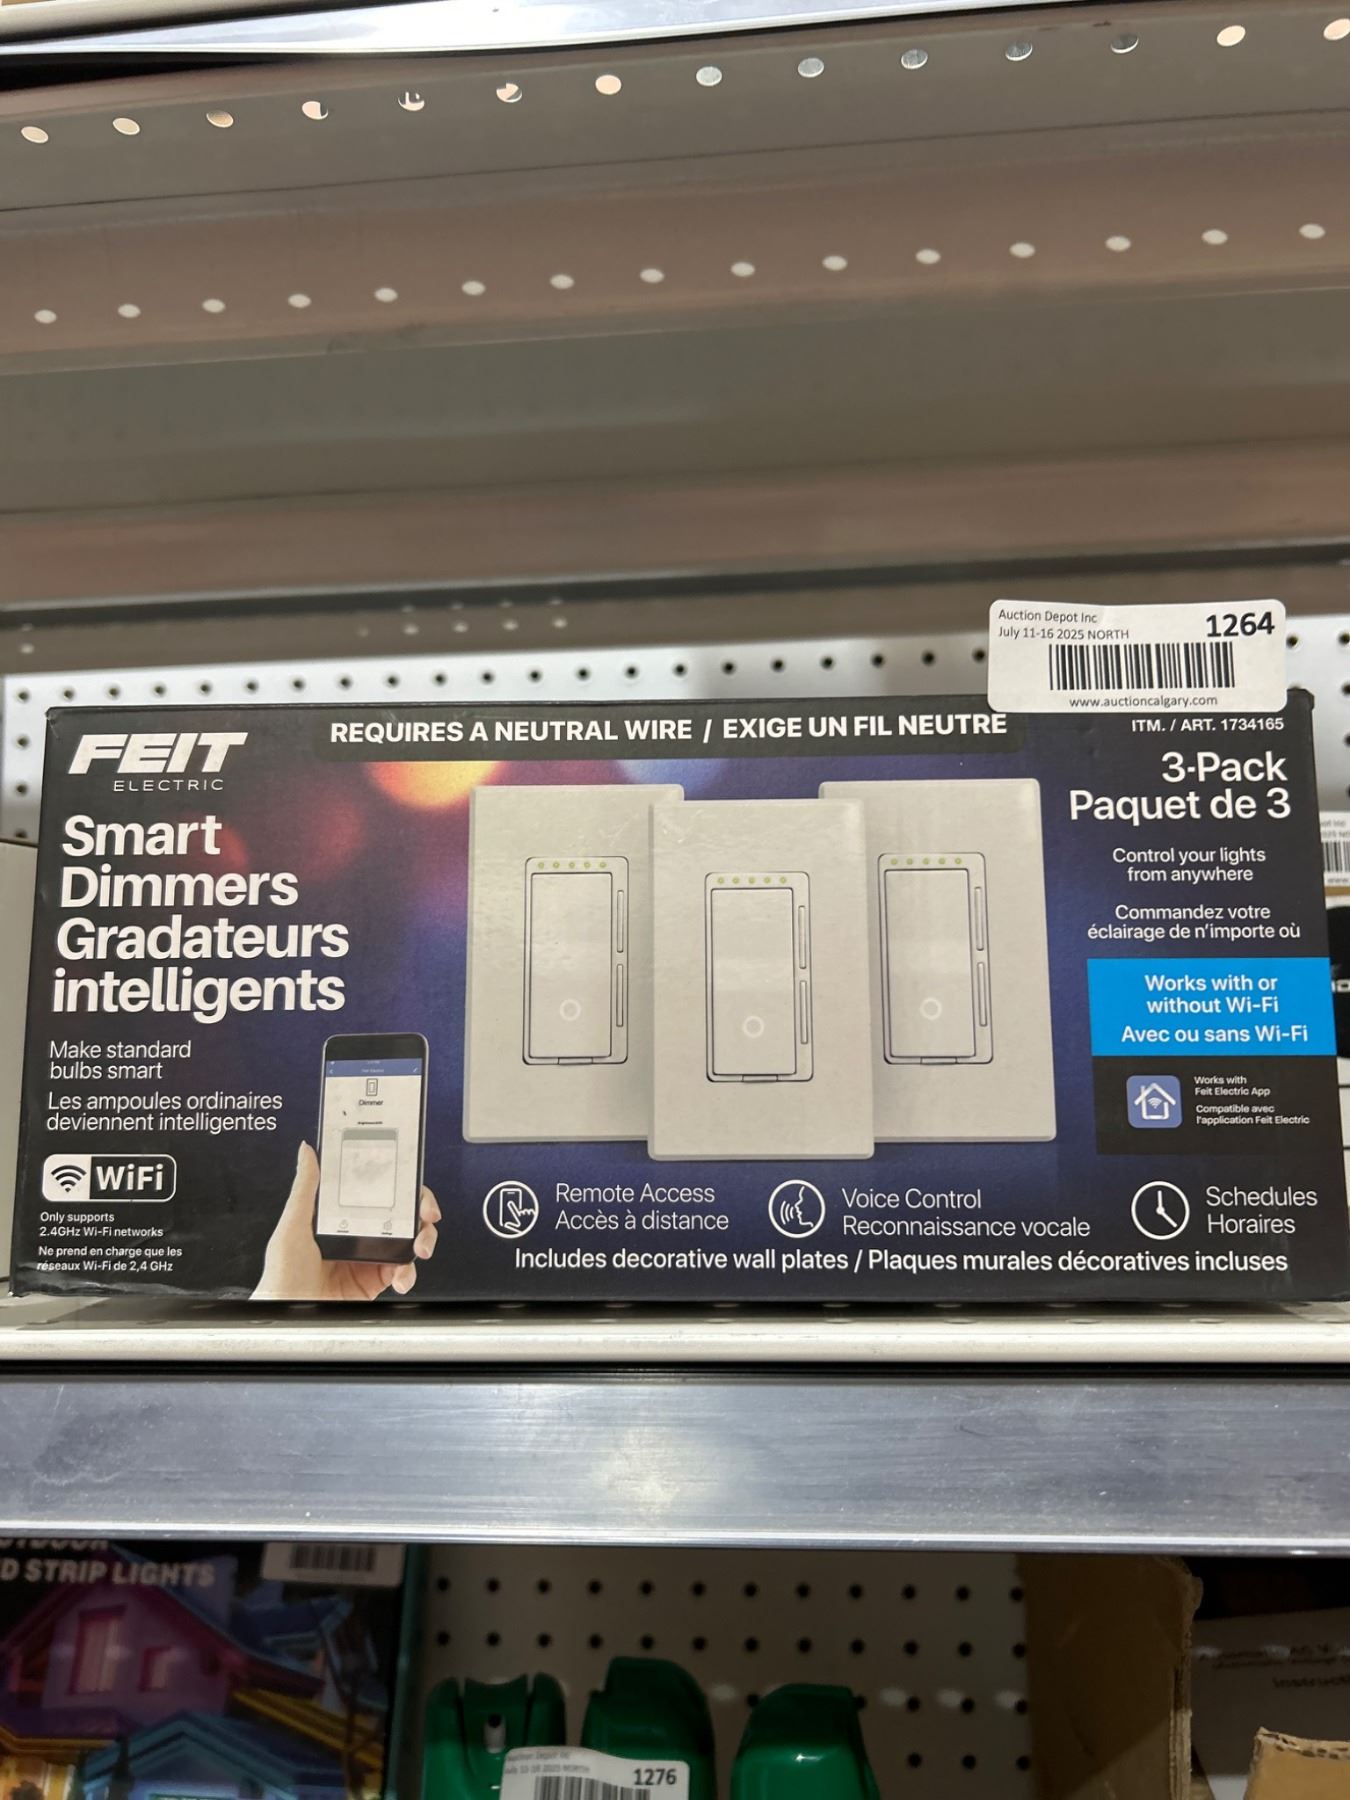 Auction Depot Inc
July 11-16 2025 NORTH
1264
www.auctioncalgary.com
FEIT
ELECTRIC
REQUIRES A NEUTRAL WIRE / EXIGE UN FIL NEUTRE
ITM. / ART. 1734165
3-Pack
Paquet de 3
Smart
Dimmers
Gradateurs
intelligents
Control your lights
from anywhere
Commandez votre
éclairage de n'importe où
Works with or
without Wi-Fi
Avec ou sans Wi-Fi
Make standard
bulbs smart
Les ampoules ordinaires
deviennent intelligentes
Works with
Feit Electric App
Compatible avec
l'application Feit Electric
Dimmer
WiFi
Only supports
2.4GHz Wi-Fi networks
Ne prend en charge que les
réseaux Wi-Fi de 2,4 GHz
Remote Access
Accès à distance
Voice Control
Reconnaissance vocale
Schedules
Horaires
Includes decorative wall plates / Plaques murales décoratives incluses
STRIP LIGHTS
1276